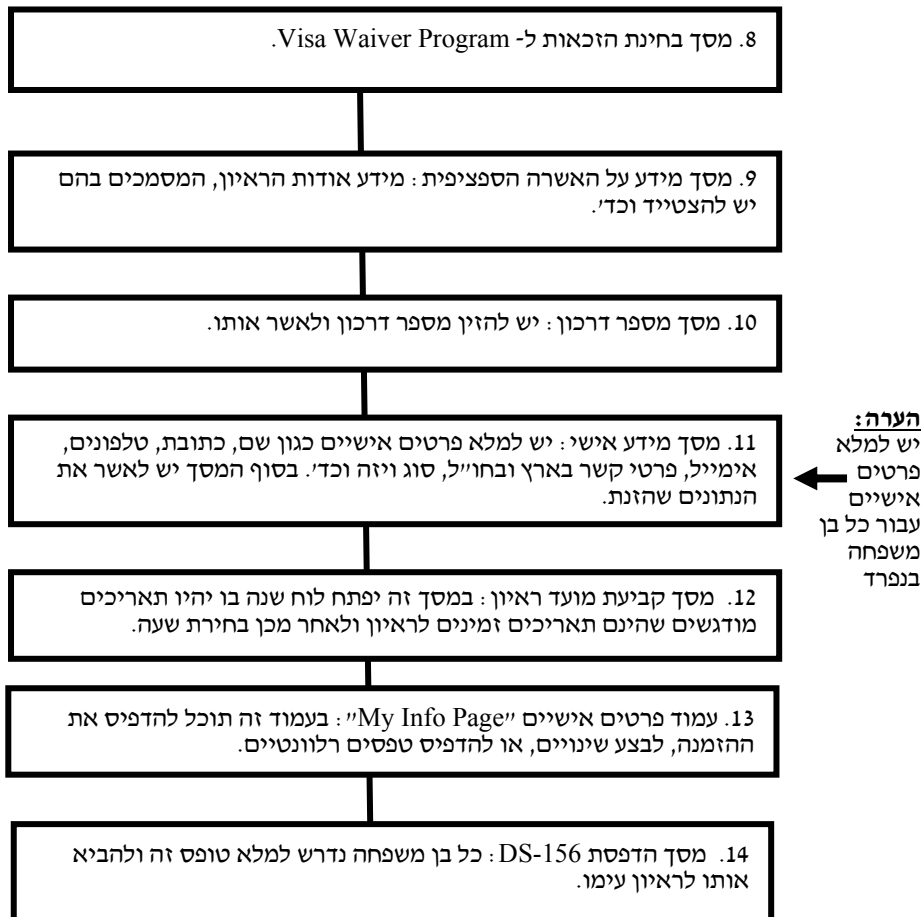 8. מסך בחינת הזכאות ל- Visa Waiver Program.
9. מסך מידע על האשרה הספציפית: מידע אודות הראיון, המסמכים בהם
יש להצטייד וכד'.
10. מסך מספר דרכון: יש להזין מספר דרכון ולאשר אותו.
11. מסך מידע אישי: יש למלא פרטים אישיים כגון שם, כתובת, טלפונים,
אימייל, פרטי קשר בארץ ובחו"ל, סוג ויזה וכד'. בסוף המסך יש לאשר את
הנתונים שהזנת.
הערה:
יש למלא
פרטים
אישיים
עבור כל בן
משפחה
בנפרד
12. מסך קביעת מועד ראיון: במסך זה יפתח לוח שנה בו יהיו תאריכים
מודגשים שהינם תאריכים זמינים לראיון ולאחר מכן בחירת שעה.
13. עמוד פרטים אישיים "My Info Page": בעמוד זה תוכל להדפיס את
ההזמנה, לבצע שינויים, או להדפיס טפסים רלוונטיים.
14. מסך הדפסת DS-156: כל בן משפחה נדרש למלא טופס זה ולהביא
אותו לראיון עימו.